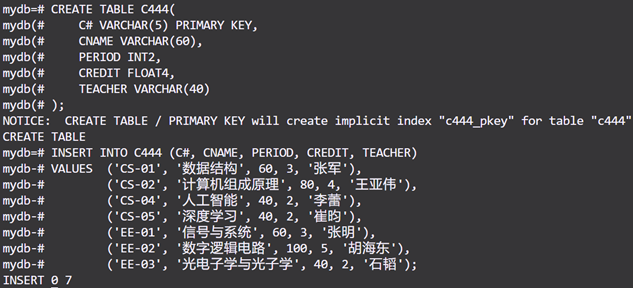 mydb=# CREATE TABLE C444(
mydb(#     C# VARCHAR(5) PRIMARY KEY,
mydb(#     CNAME VARCHAR(60),
mydb(#     PERIOD INT2,
mydb(#     CREDIT FLOAT4,
mydb(#     TEACHER VARCHAR(40)
mydb(# );
NOTICE:  CREATE TABLE / PRIMARY KEY will create implicit index "c444_pkey" for table "c444"
CREATE TABLE
mydb=# INSERT INTO C444 (C#, CNAME, PERIOD, CREDIT, TEACHER)
mydb-# VALUES  ('CS-01', '数据结构', 60, 3, '张军'),
mydb-#         ('CS-02', '计算机组成原理', 80, 4, '王亚伟'),
mydb-#         ('CS-04', '人工智能', 40, 2, '李蕾'),
mydb-#         ('CS-05', '深度学习', 40, 2, '崔昀'),
mydb-#         ('EE-01', '信号与系统', 60, 3, '张明'),
mydb-#         ('EE-02', '数字逻辑电路', 100, 5, '胡海东'),
mydb-#         ('EE-03', '光电子学与光子学', 40, 2, '石韬');
INSERT 0 7